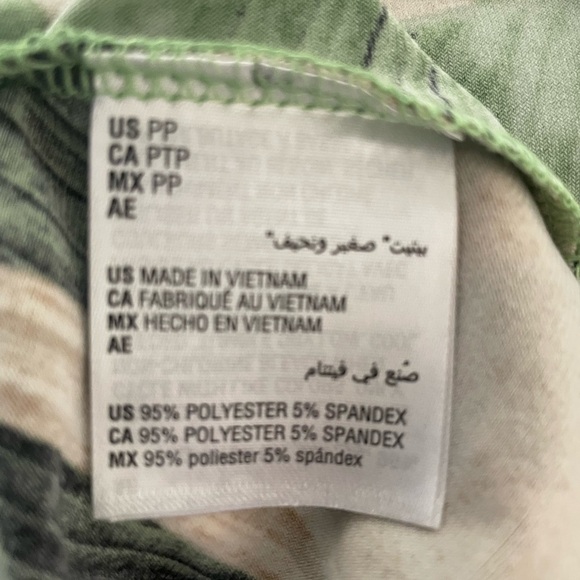 US PP
CA PTP
MX PP
AE
بيتيت* صغير ونحيف*
US MADE IN VIETNAM
CA FABRIQUÉ AU VIETNAM
MX HECHO EN VIETNAM
AE
صُنع في فيتنام
US 95% POLYESTER 5% SPANDEX
CA 95% POLYESTER 5% SPANDEX
MX 95% poliester 5% spándex